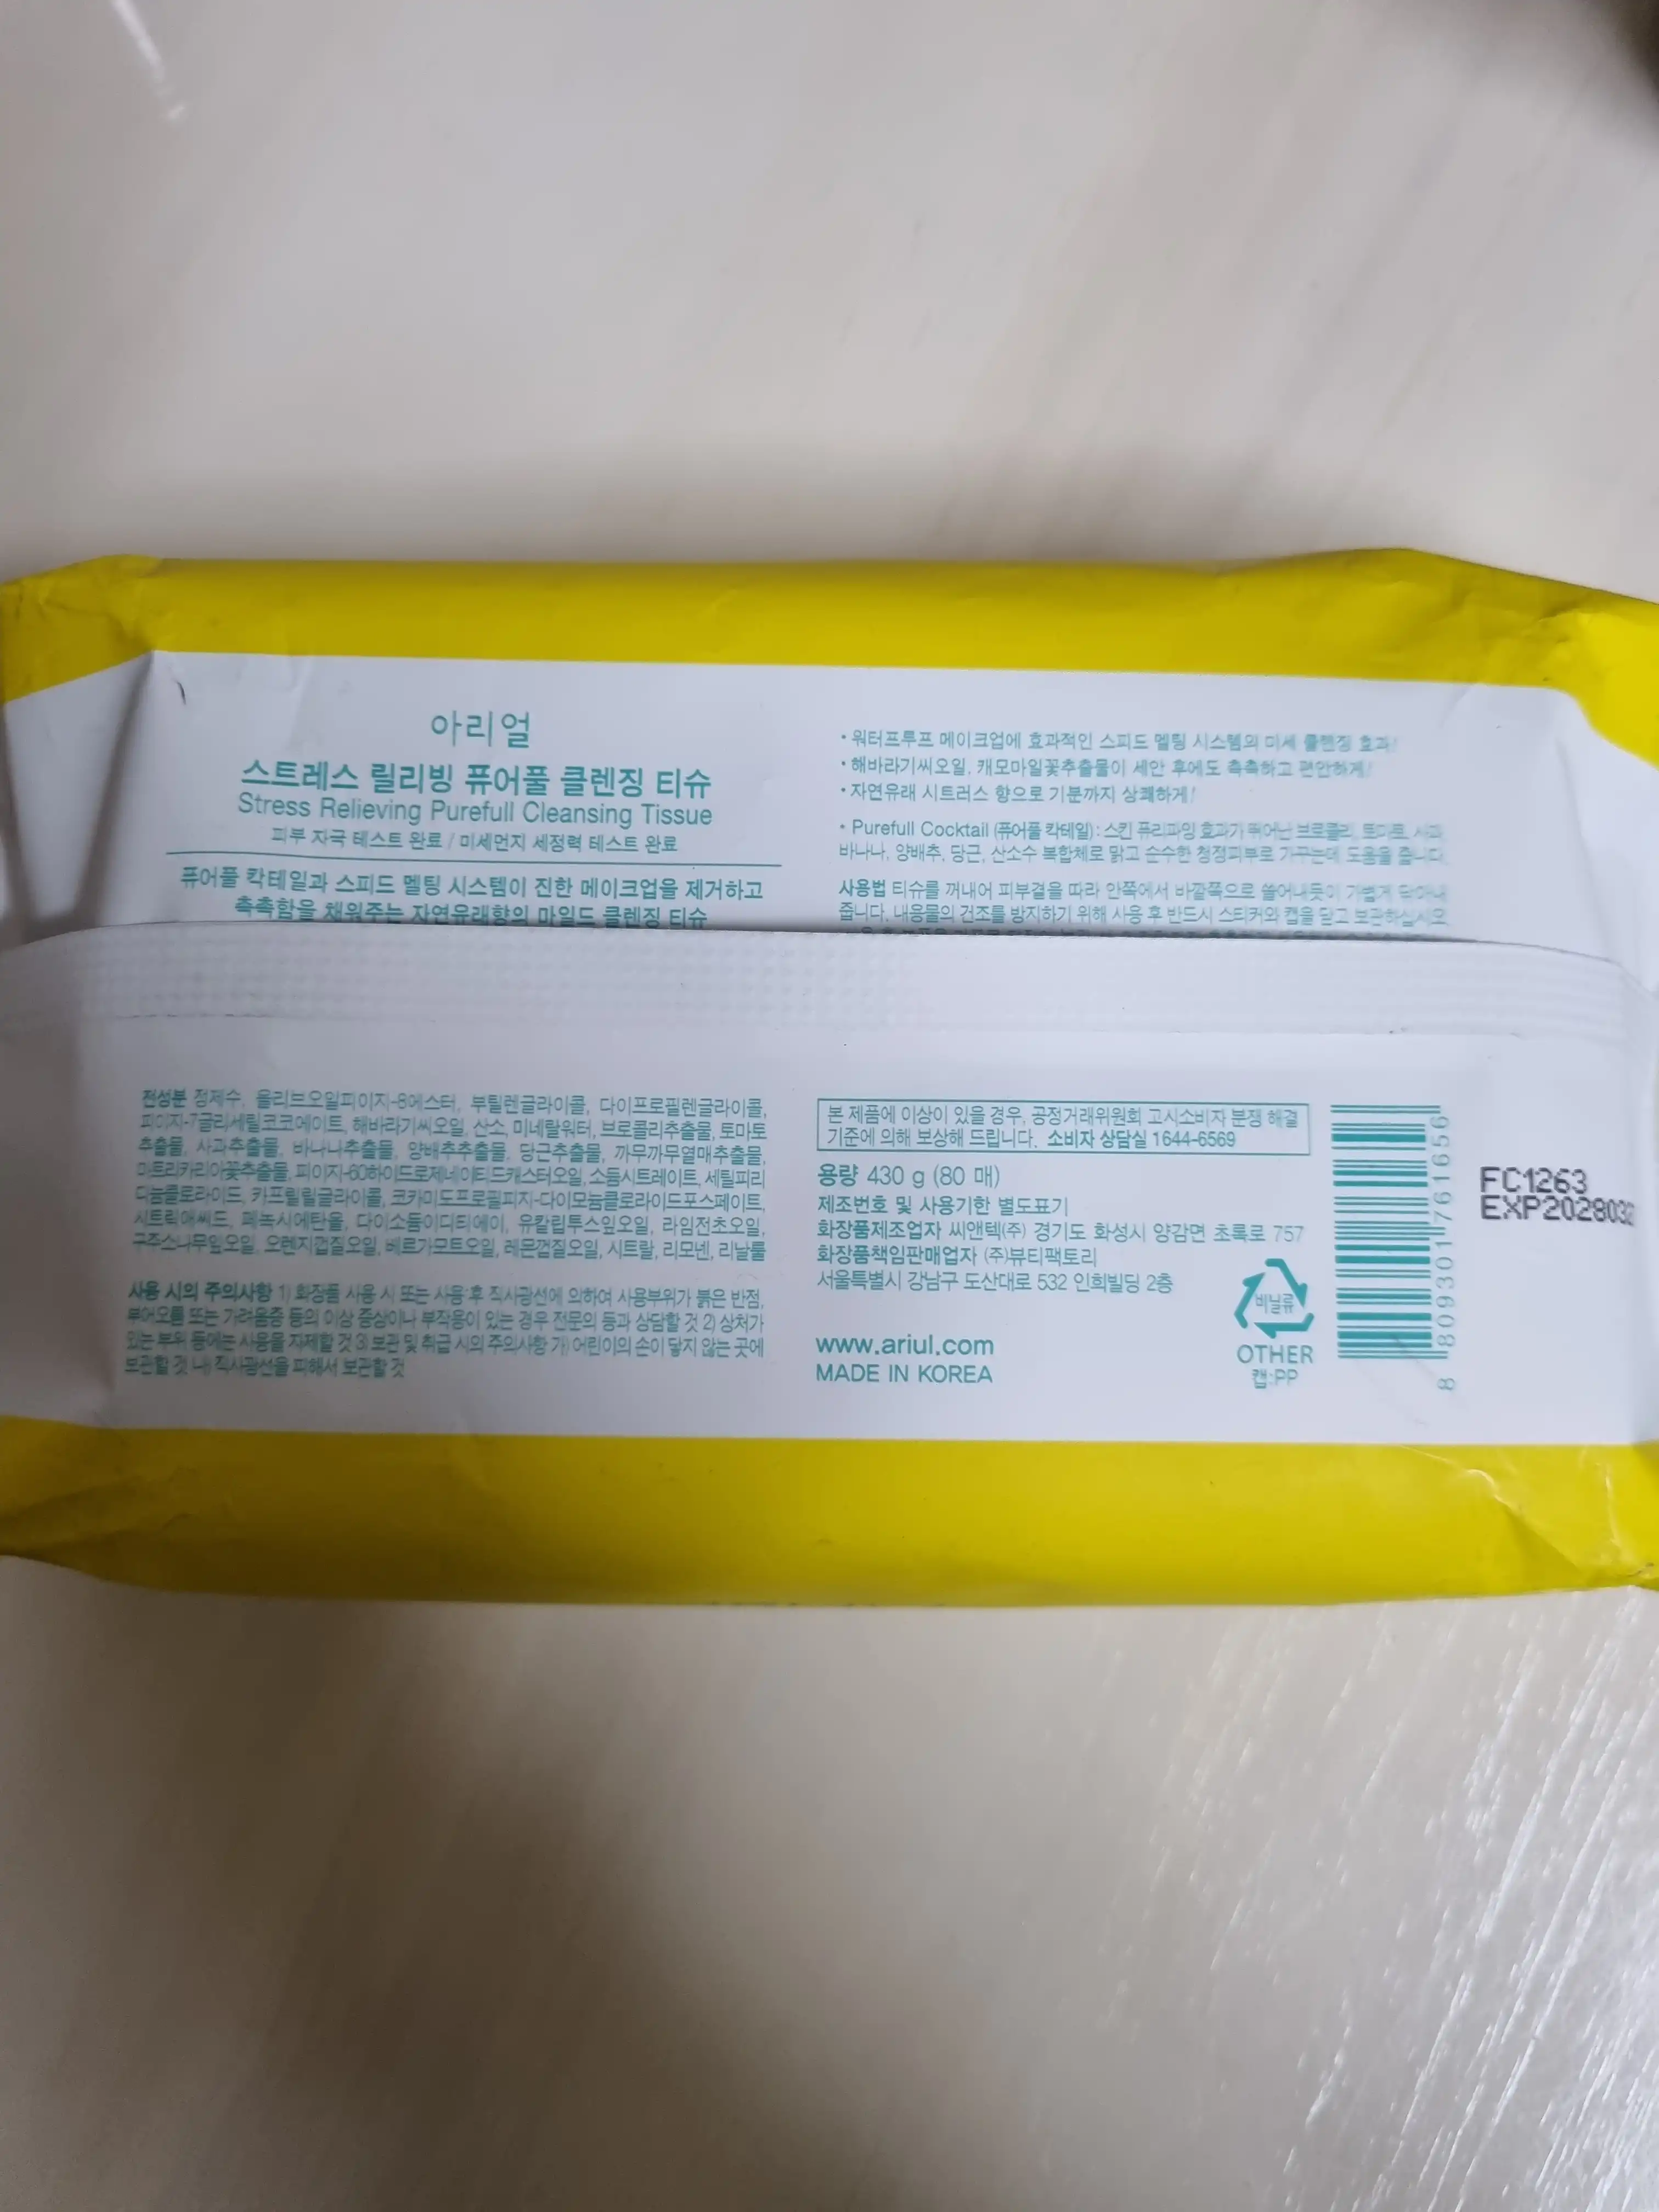 아리얼
스트레스 릴리빙 퓨어풀 클렌징 티슈
Stress Relieving Purefull Cleansing Tissue
피부 자극 테스트 완료 / 미세먼지 세정력 테스트 완료
퓨어풀 칵테일과 스피드 멜팅 시스템이 진한 메이크업을 제거하고
촉촉함을 채워주는 자연유래향의 마일드 클렌징 티슈
• 워터프루프 메이크업에 효과적인 스피드 멜팅 시스템의 미세 클렌징 효과!
• 해바라기씨오일, 캐모마일꽃추출물이 세안 후에도 촉촉하고 편안하게!
• 자연유래 시트러스 향으로 기분까지 상쾌하게!
* Purefull Cocktail (퓨어풀 칵테일) : 스킨 퓨리파잉 효과가 뛰어난 브로콜리, 토마토, 사과,
바나나, 양배추, 당근, 산소수 복합체로 맑고 순수한 청정피부로 가꾸는데 도움을 줍니다.
사용법 티슈를 꺼내어 피부결을 따라 안쪽에서 바깥쪽으로 쓸어내듯이 가볍게 닦아내
줍니다. 내용물의 건조를 방지하기 위해 사용 후 반드시 스티커와 캡을 닫고 보관하십시오.
전성분 정제수, 올리브오일피이지-8에스터, 부틸렌글라이콜, 다이프로필렌글라이콜,
피이지-7글리세릴코코에이트, 해바라기씨오일, 산소, 미네랄워터, 브로콜리추출물, 토마토
추출물, 사과추출물, 바나나추출물, 양배추추출물, 당근추출물, 까무까무열매추출물,
마트리카리아꽃추출물, 피이지-60하이드로제네이티드캐스터오일, 소듐시트레이트, 세틸피리
디늄클로라이드, 카프릴릴글라이콜, 코카미도프로필피지-다이모늄클로라이드포스페이트,
시트릭애씨드, 페녹시에탄올, 다이소듐이디티에이, 유칼립투스잎오일, 라임전초오일,
구주소나무잎오일, 오렌지껍질오일, 베르가모트오일, 레몬껍질오일, 시트랄, 리모넨, 리날룰
사용 시의 주의사항 1) 화장품 사용 시 또는 사용 후 직사광선에 의하여 사용부위가 붉은 반점,
부어오름 또는 가려움증 등의 이상 증상이나 부작용이 있는 경우 전문의 등과 상담할 것 2) 상처가
있는 부위 등에는 사용을 자제할 것 3) 보관 및 취급 시의 주의사항 가) 어린이의 손이 닿지 않는 곳에
보관할 것 나) 직사광선을 피해서 보관할 것
본 제품에 이상이 있을 경우, 공정거래위원회 고시소비자 분쟁 해결
기준에 의해 보상해 드립니다. 소비자 상담실 1644-6569
용량 430 g (80 매)
제조번호 및 사용기한 별도표기
화장품제조업자 씨앤텍(주) 경기도 화성시 양감면 초록로 757
화장품책임판매업자 (주)뷰티팩토리
서울특별시 강남구 도산대로 532 인희빌딩 2층
www.ariul.com
MADE IN KOREA
비닐류
OTHER
캡:PP
8 809301 761656
FC1263
EXP2028032